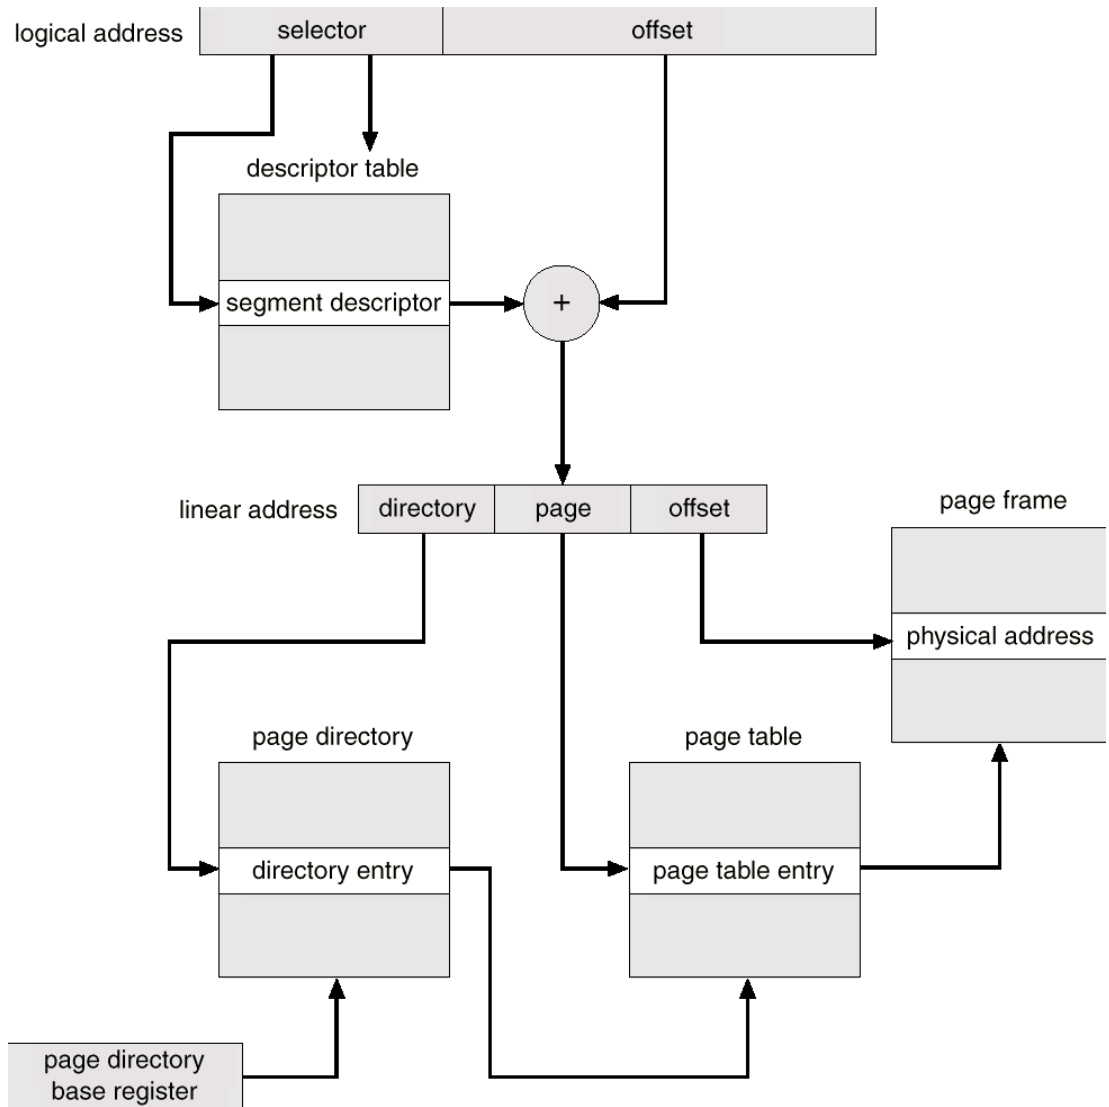 logical address
selector
offset
descriptor table
segment descriptor
+
linear address
directory
page
offset
page frame
physical address
page directory
page table
directory entry
page table entry
page directory
base register